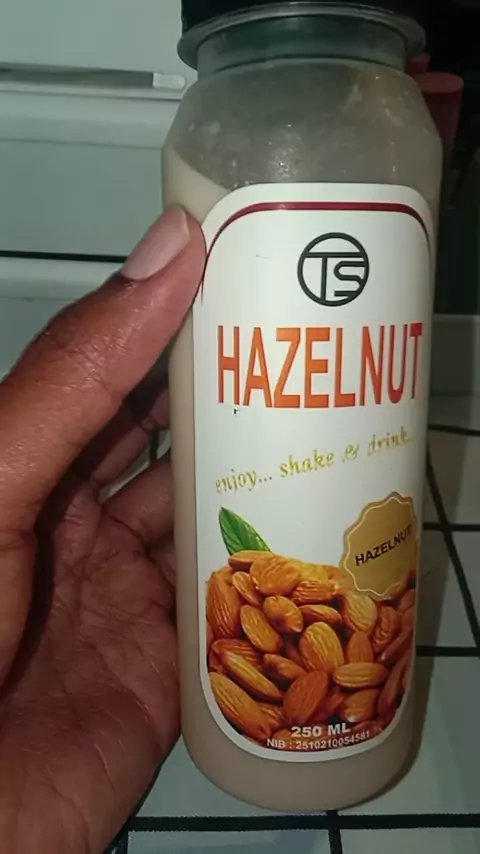 TS
HAZELNUT
enjoy... shake & drink...
HAZELNUT
250 ML
NIB : 2510210054581